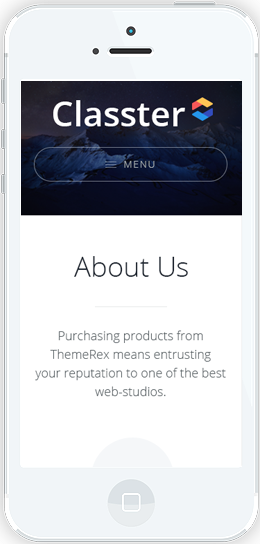 Classter
MENU
About Us
Purchasing products from
ThemeRex means entrusting
your reputation to one of the best
web-studios.